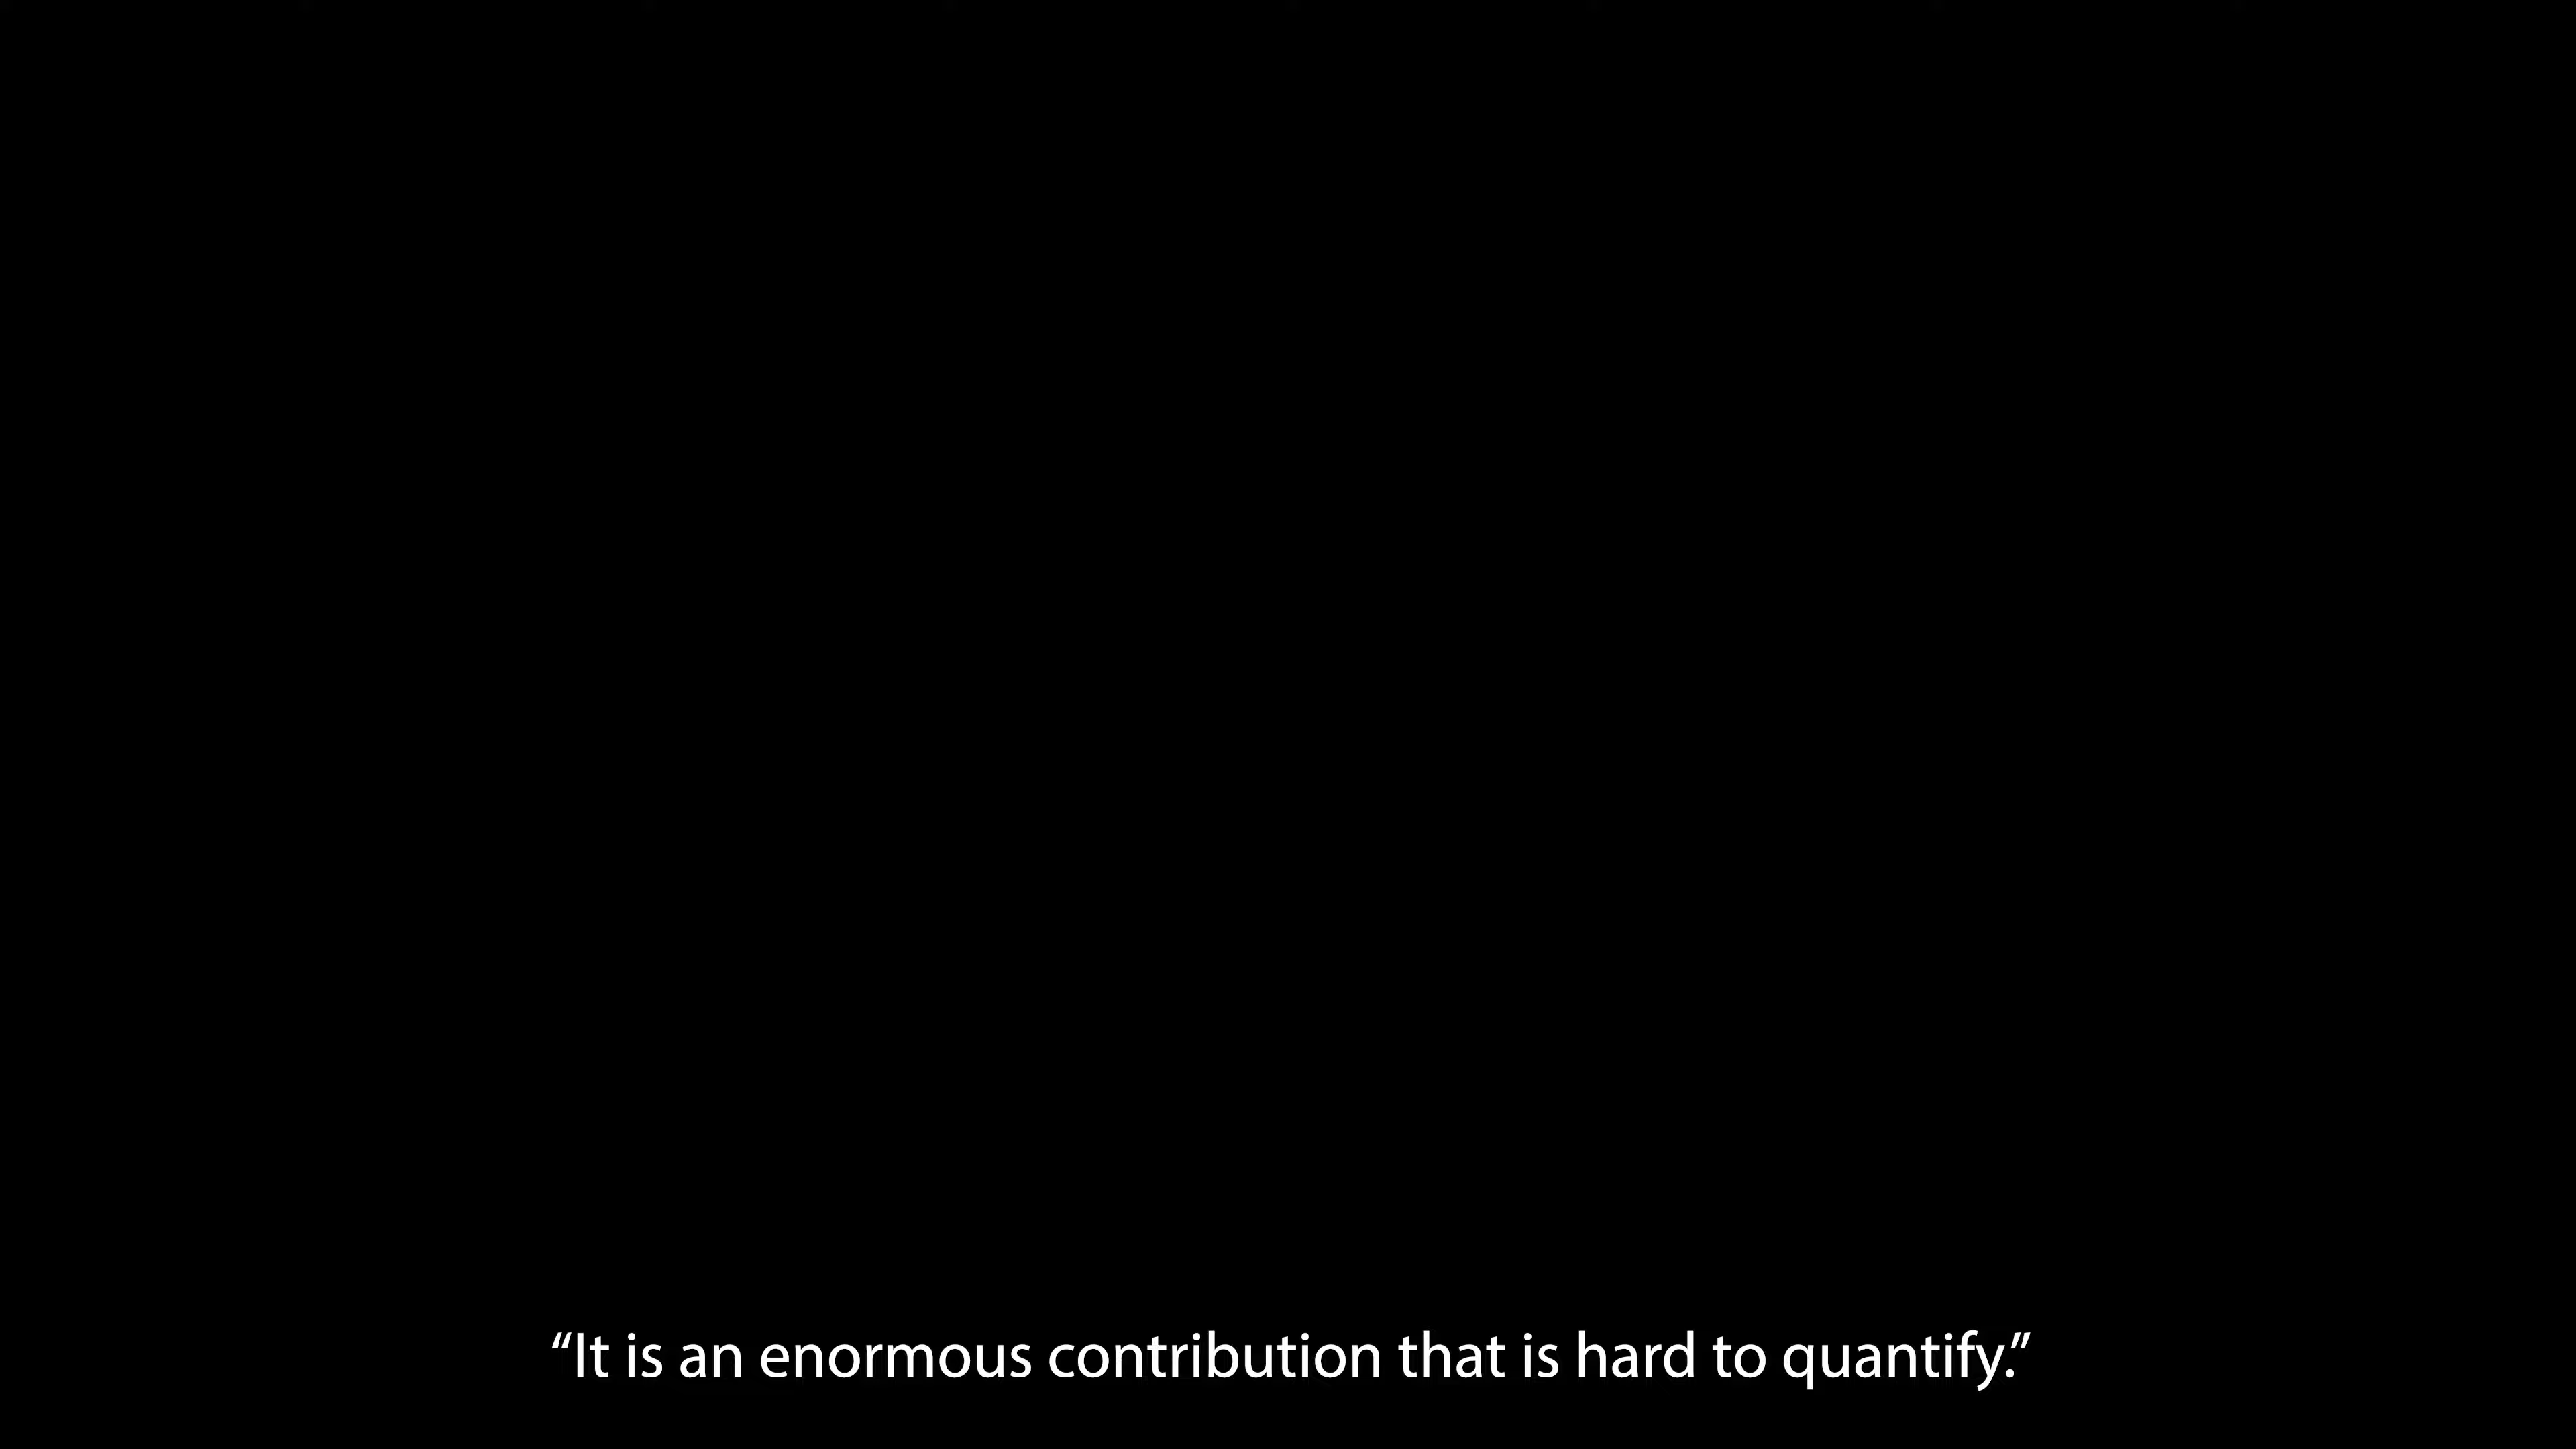 “It is an enormous contribution that is hard to quantify.”